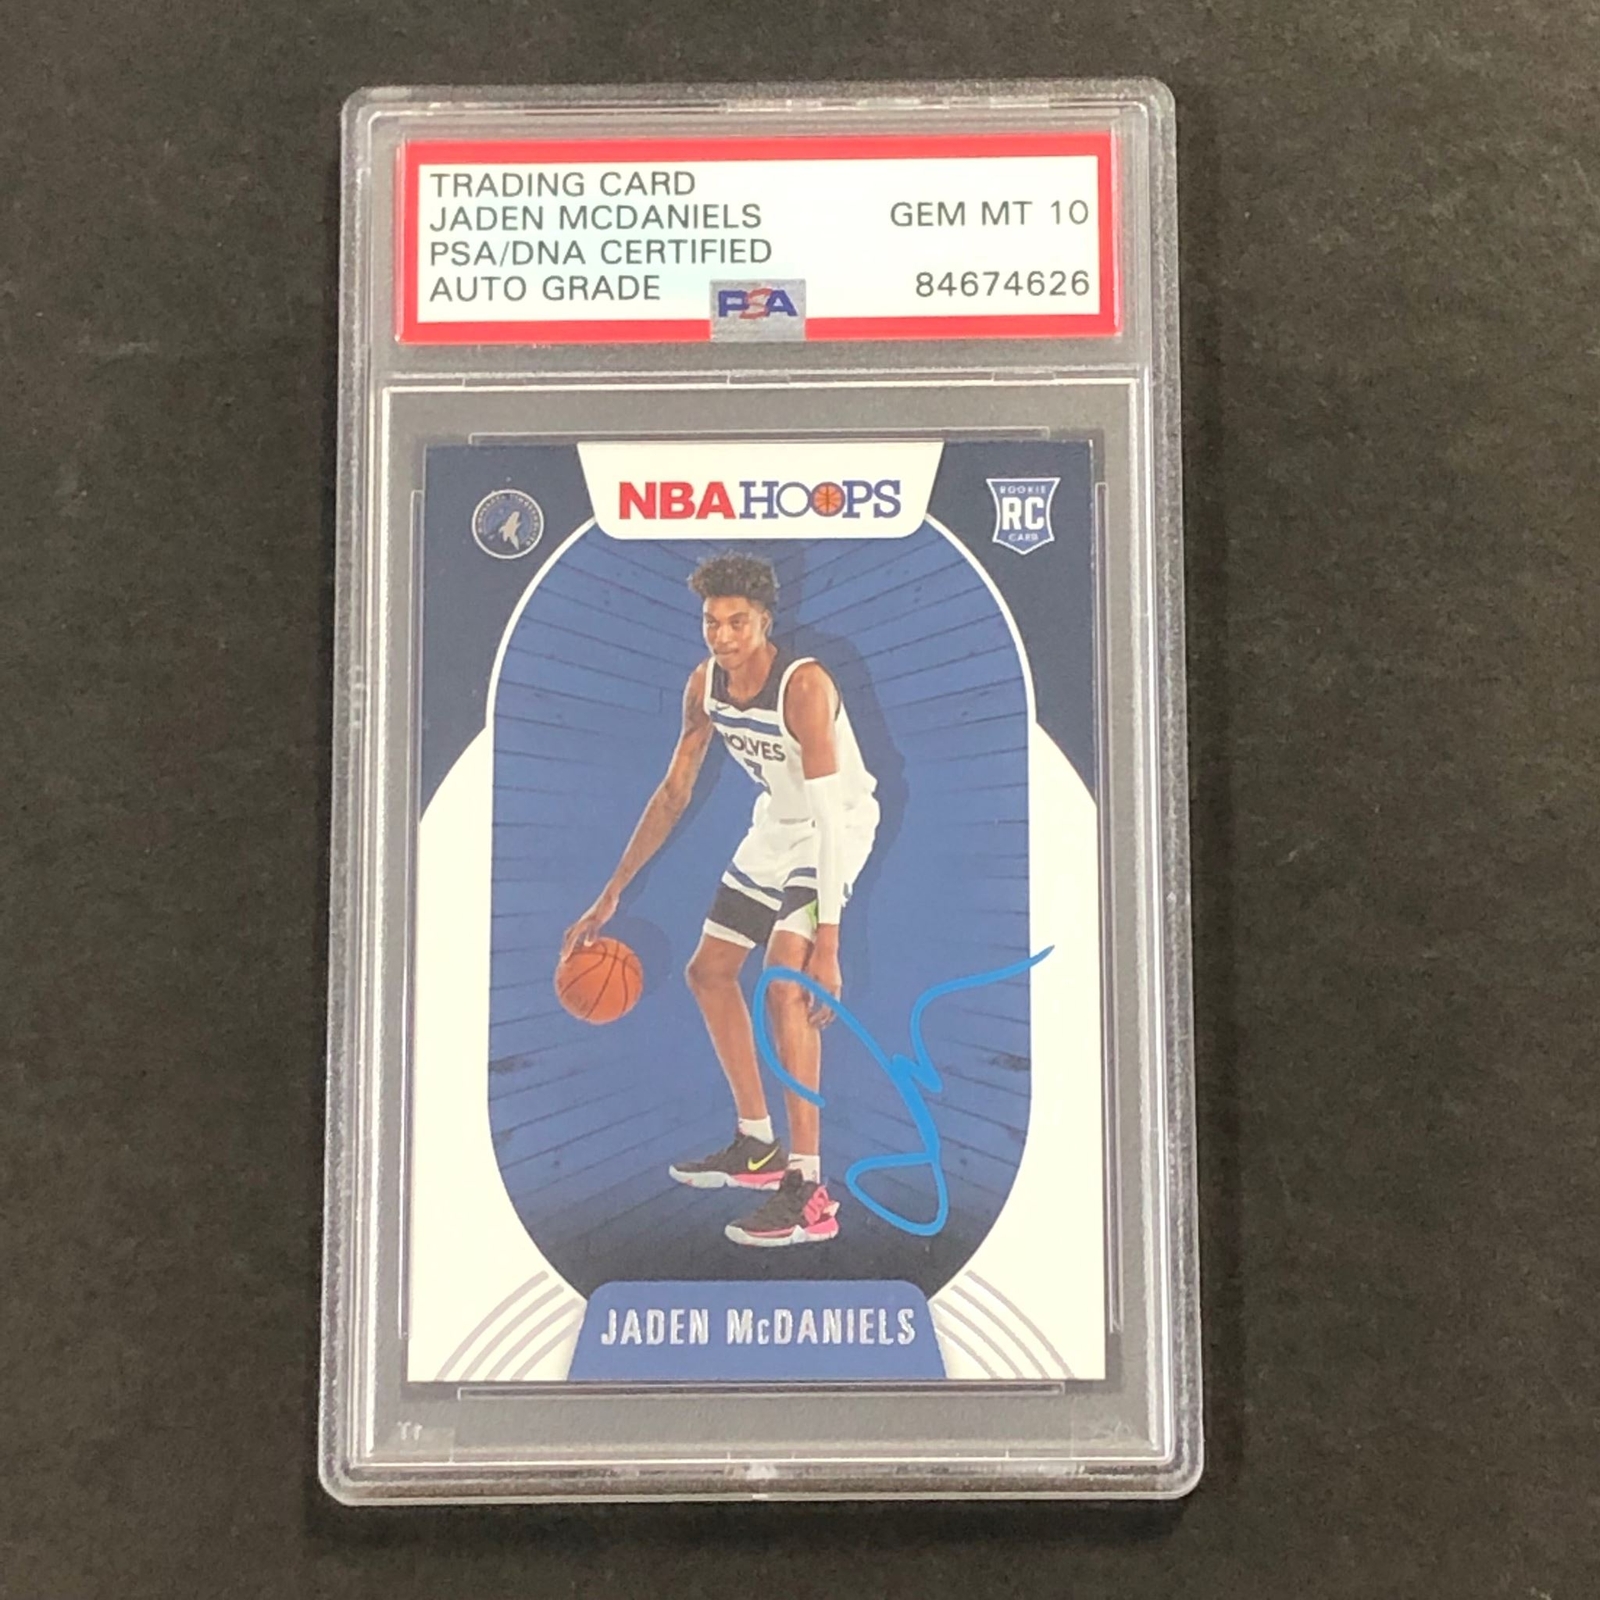 TRADING CARD
JADEN MCDANIELS GEM MT 10
PSA/DNA CERTIFIED
AUTO GRADE 84674626
PSA
NBA HOOPS
ROOKIE
RC
CARD
WOLVES
3
JADEN McDANIELS